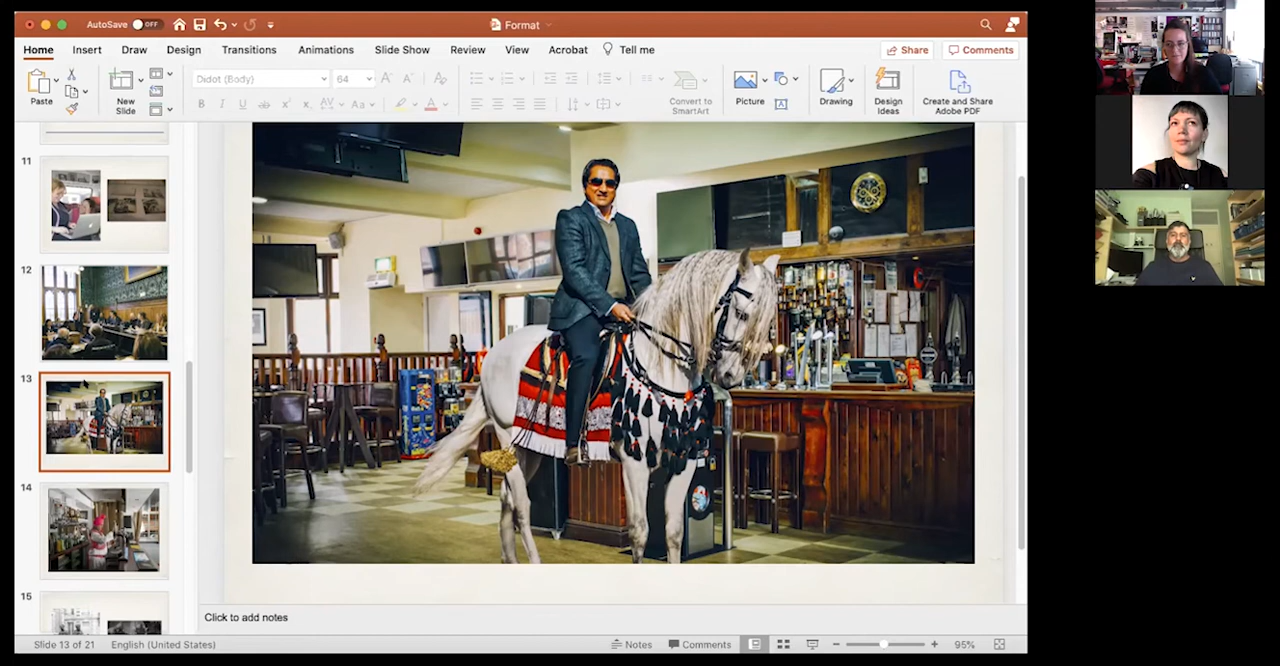 AutoSave OFF
Format
Home Insert Draw Design Transitions Animations Slide Show Review View Acrobat Tell me Share Comments
Didot (Body) 64
Paste New Slide B I U ab Aa A Convert to SmartArt Picture Drawing Design Ideas Create and Share Adobe PDF
11
12
13
14
15
Click to add notes
Slide 13 of 21 English (United States) Notes Comments 95%